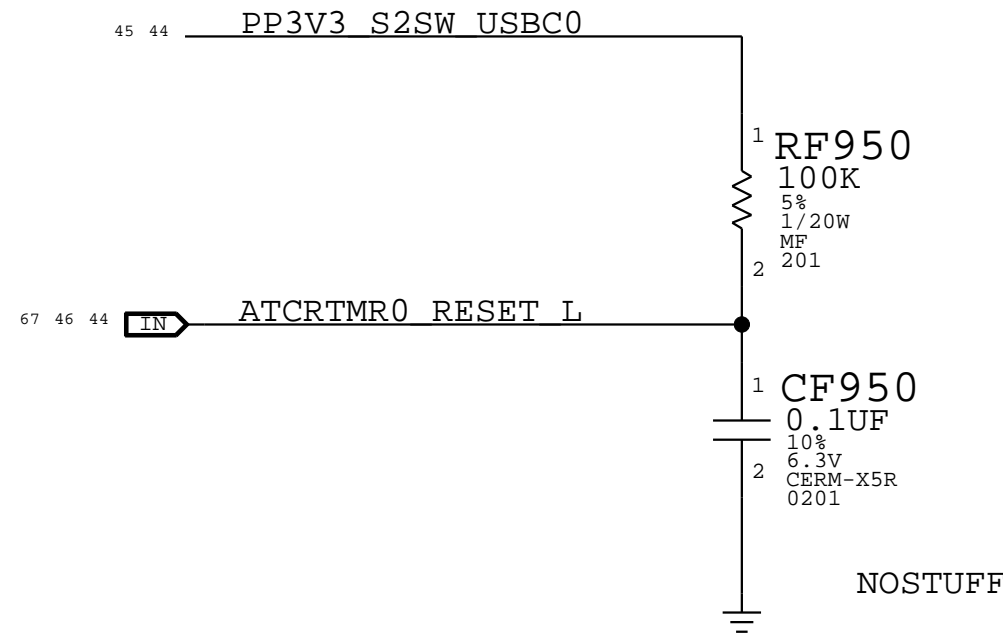 45 44 PP3V3_S2SW_USBC0
1 RF950
100K
5%
1/20W
MF
2 201
67 46 44 IN ATCRTMR0_RESET_L
1 CF950
0.1UF
10%
6.3V
2 CERM-X5R
0201
NOSTUFF